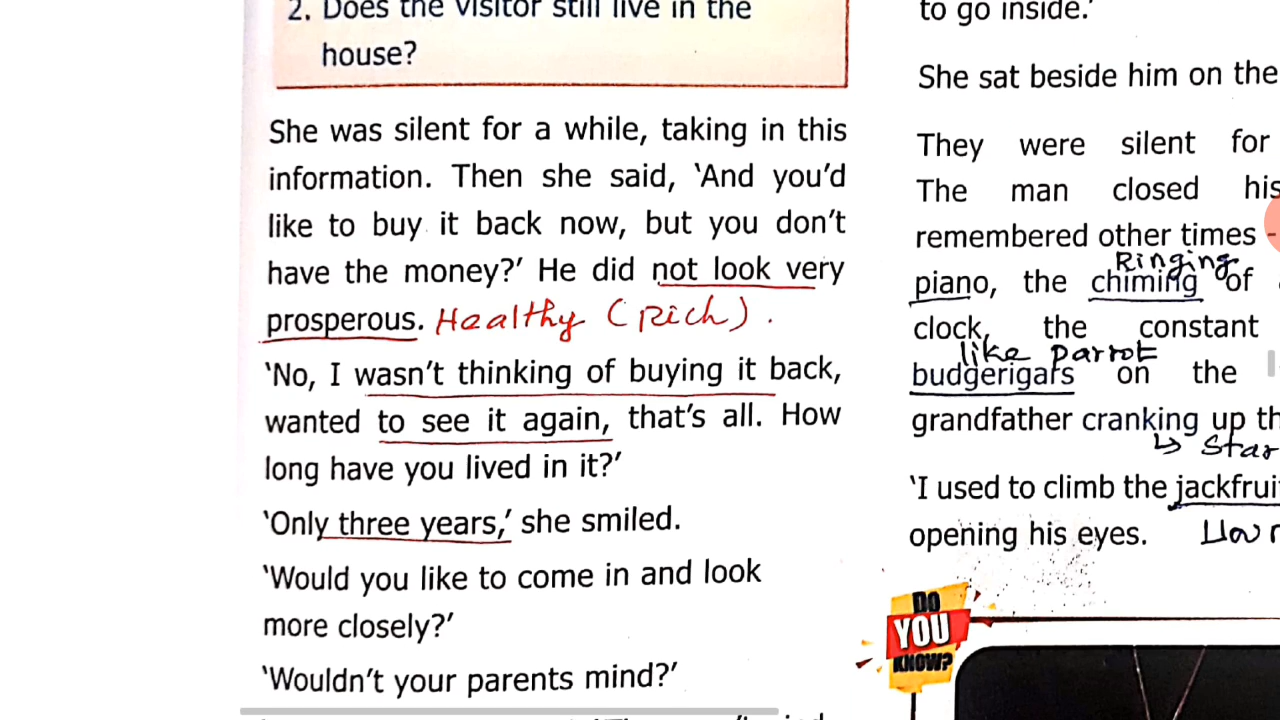 2. Does the visitor still live in the
house?
She was silent for a while, taking in this
information. Then she said, ‘And you’d
like to buy it back now, but you don’t
have the money?’ He did not look very
prosperous. Healthy (Rich).
‘No, I wasn’t thinking of buying it back,
wanted to see it again, that’s all. How
long have you lived in it?’
‘Only three years,’ she smiled.
‘Would you like to come in and look
more closely?’
‘Wouldn’t your parents mind?’
to go inside.’
She sat beside him on the
They were silent for
The man closed his
remembered other times -
Ringing
piano, the chiming of
clock, the constant
like parrot
budgerigars on the
grandfather cranking up th
↳ Star
‘I used to climb the jackfruit
opening his eyes.
DO
YOU
KNOW?